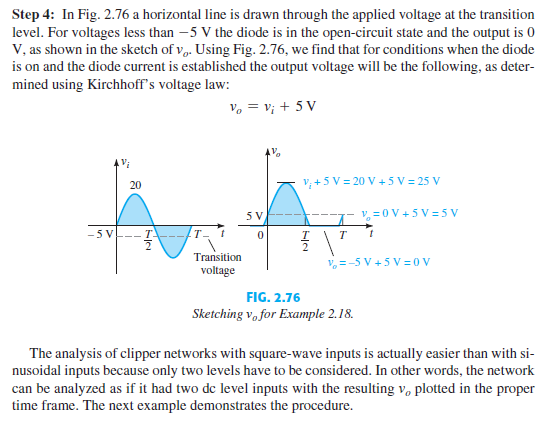 Step 4: In Fig. 2.76 a horizontal line is drawn through the applied voltage at the transition
level. For voltages less than −5 V the diode is in the open-circuit state and the output is 0
V, as shown in the sketch of vo. Using Fig. 2.76, we find that for conditions when the diode
is on and the diode current is established the output voltage will be the following, as deter-
mined using Kirchhoff's voltage law:
vo = vi + 5 V
vi
20
−5 V
T/2
T
t
Transition
voltage
vo
vi + 5 V = 20 V + 5 V = 25 V
5 V
vo = 0 V + 5 V = 5 V
0
T/2
T
t
vo = −5 V + 5 V = 0 V
FIG. 2.76
Sketching vo for Example 2.18.
The analysis of clipper networks with square-wave inputs is actually easier than with si-
nusoidal inputs because only two levels have to be considered. In other words, the network
can be analyzed as if it had two dc level inputs with the resulting vo plotted in the proper
time frame. The next example demonstrates the procedure.